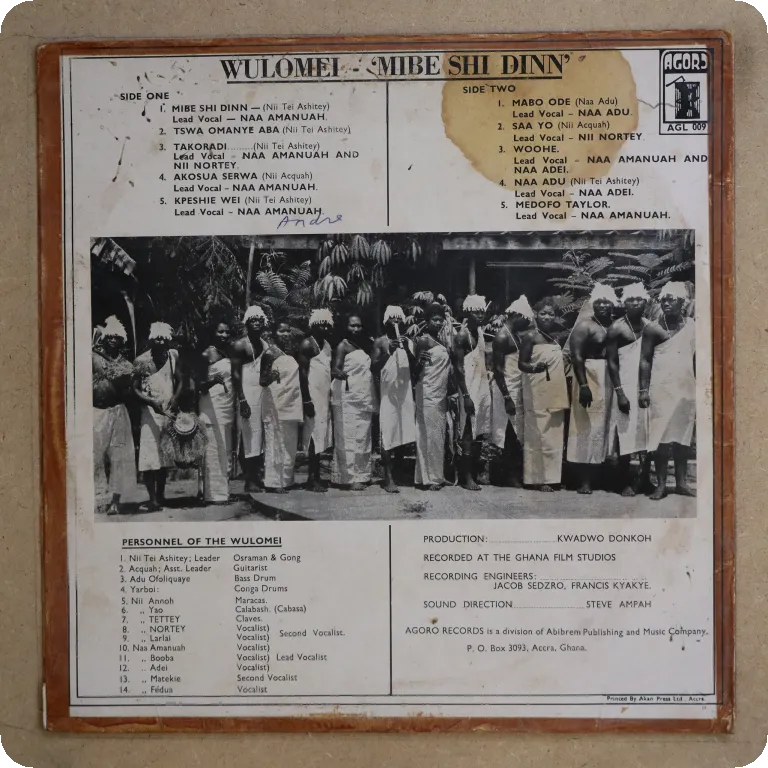 WULOMEI - 'MIBE SHI DINN'
AGORO
AGL 009
SIDE ONE
1. MIBE SHI DINN — (Nii Tei Ashitey)
Lead Vocal — NAA AMANUAH.
2. TSWA OMANYE ABA (Nii Tei Ashitey)
3. TAKORADI.........(Nii Tei Ashitey)
Lead Vocal - NAA AMANUAH AND
NII NORTEY.
4. AKOSUA SERWA (Nii Acquah)
Lead Vocal - NAA AMANUAH.
5. KPESHIE WEI (Nii Tei Ashitey)
Lead Vocal - NAA AMANUAH.
Andre
SIDE TWO
1. MABO ODE (Naa Adu)
Lead Vocal - NAA ADU.
2. SAA YO (Nii Acquah)
Lead Vocal - NII NORTEY.
3. WOOHE.
Lead Vocal - NAA AMANUAH AND
NAA ADEI.
4. NAA ADU (Nii Tei Ashitey)
Lead Vocal - NAA ADEI.
5. MEDOFO TAYLOR.
Lead Vocal - NAA AMANUAH.
PERSONNEL OF THE WULOMEI
1. Nii Tei Ashitey; Leader Osraman & Gong
2. Acquah; Asst. Leader Guitarist
3. Adu Ofoliquaye Bass Drum
4. Yarboi: Conga Drums
5. Nii Annoh Maracas.
6. ,, Yao Calabash. (Cabasa)
7. ,, TETTEY Claves.
8. ,, NORTEY Vocalist)
9. ,, Larlai Vocalist) Second Vocalist.
10. Naa Amanuah Vocalist)
11. ,, Booba Vocalist) Lead Vocalist
12. ,, Adei Vocalist)
13. ,, Matekie Second Vocalist
14. ,, Fédua Vocalist
PRODUCTION: ....................KWADWO DONKOH
RECORDED AT THE GHANA FILM STUDIOS
RECORDING ENGINEERS: ....................
JACOB SEDZRO, FRANCIS KYAKYE.
SOUND DIRECTION....................STEVE AMPAH
AGORO RECORDS is a division of Abibrem Publishing and Music Company.
P. O. Box 3093, Accra, Ghana.
Printed By Akan Press Ltd., Accra.